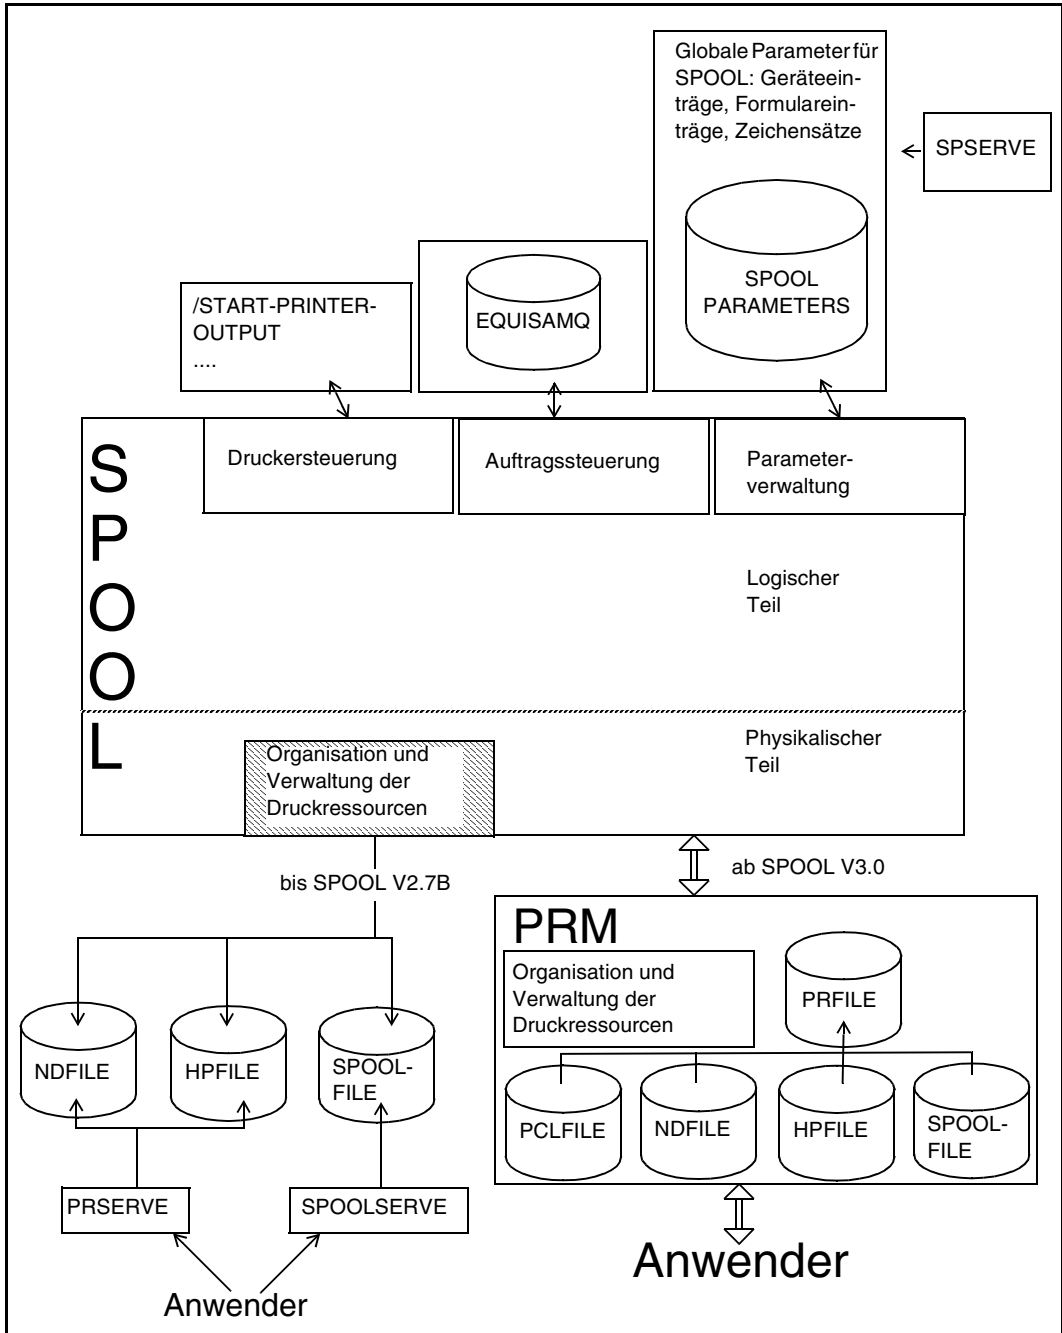 Globale Parameter für
SPOOL: Geräteein-
träge, Formularein-
träge, Zeichensätze
SPSERVE
SPOOL
PARAMETERS
EQUISAMQ
/START-PRINTER-
OUTPUT
....
S
P
O
O
L
Druckersteuerung
Auftragssteuerung
Parameter-
verwaltung
Logischer
Teil
Physikalischer
Teil
Organisation und
Verwaltung der
Druckressourcen
bis SPOOL V2.7B
ab SPOOL V3.0
NDFILE
HPFILE
SPOOL-
FILE
PRSERVE
SPOOLSERVE
Anwender
PRM
Organisation und
Verwaltung der
Druckressourcen
PRFILE
PCLFILE
NDFILE
HPFILE
SPOOL-
FILE
Anwender